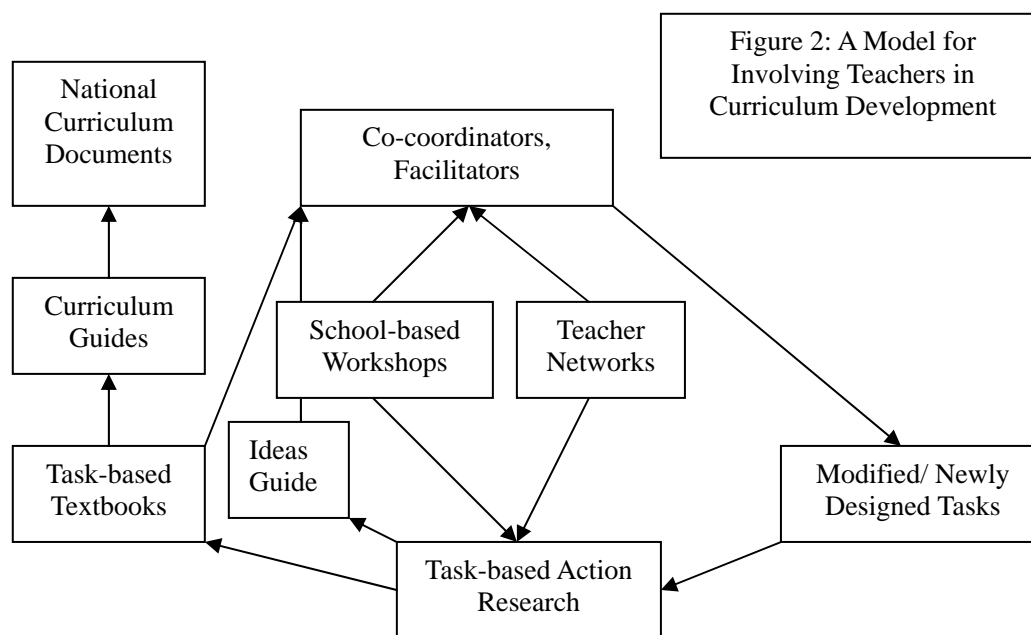 Figure 2: A Model for
Involving Teachers in
Curriculum Development
National
Curriculum
Documents
Co-coordinators,
Facilitators
Curriculum
Guides
School-based
Workshops
Teacher
Networks
Ideas
Guide
Task-based
Textbooks
Modified/ Newly
Designed Tasks
Task-based Action
Research